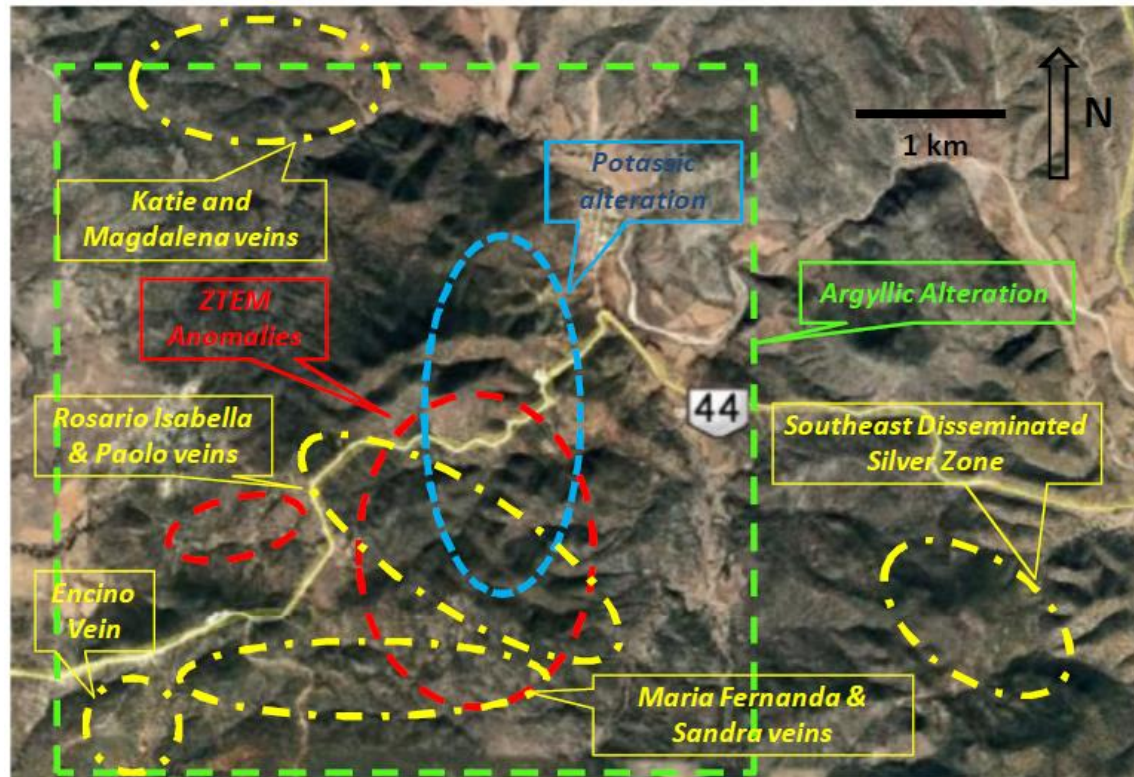 N
1 km
Potassic
alteration
Katie and
Magdalena veins
ZTEM
Anomalies
Argyllic Alteration
Rosario Isabella
& Paolo veins
44
Southeast Disseminated
Silver Zone
Encino
Vein
Maria Fernanda &
Sandra veins